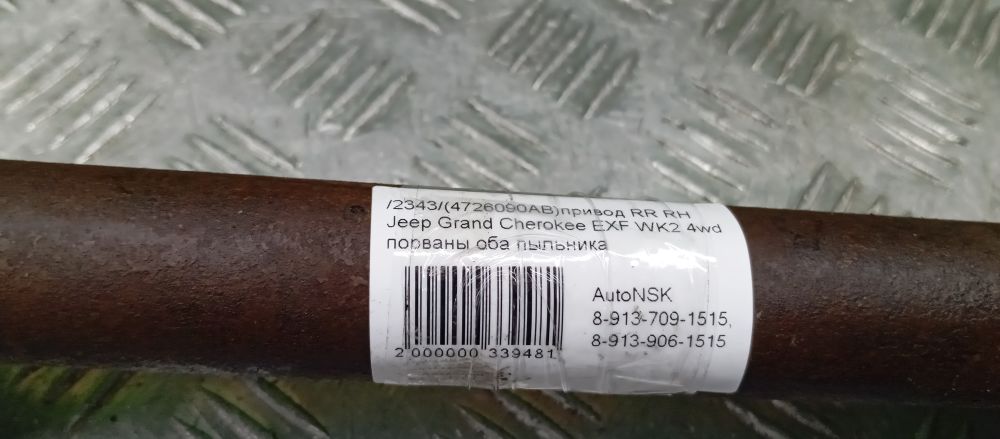 /2343/(4726090AB)привод RR RH
Jeep Grand Cherokee EXF WK2 4wd
порваны оба пыльника
AutoNSK
8-913-709-1515,
8-913-906-1515
2 000000 339481